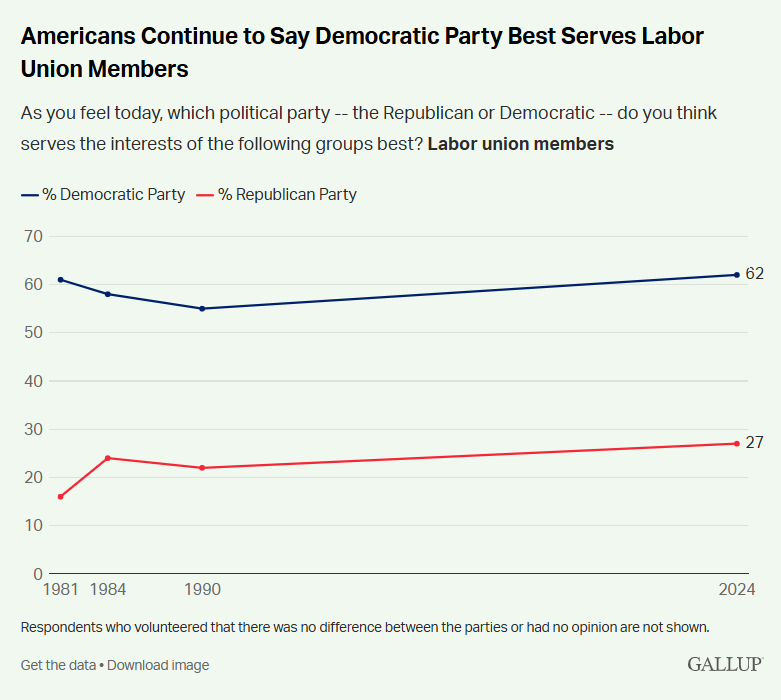 Americans Continue to Say Democratic Party Best Serves Labor
Union Members
As you feel today, which political party -- the Republican or Democratic -- do you think
serves the interests of the following groups best? Labor union members
% Democratic Party % Republican Party
70
60
50
40
30
20
10
0
62
27
1981 1984 1990 2024
Respondents who volunteered that there was no difference between the parties or had no opinion are not shown.
Get the data • Download image
GALLUP